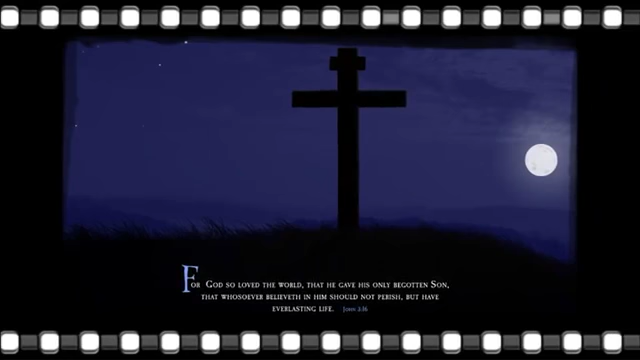 For God so loved the world, that he gave his only begotten Son,
that whosoever believeth in him should not perish, but have
everlasting life. John 3:16